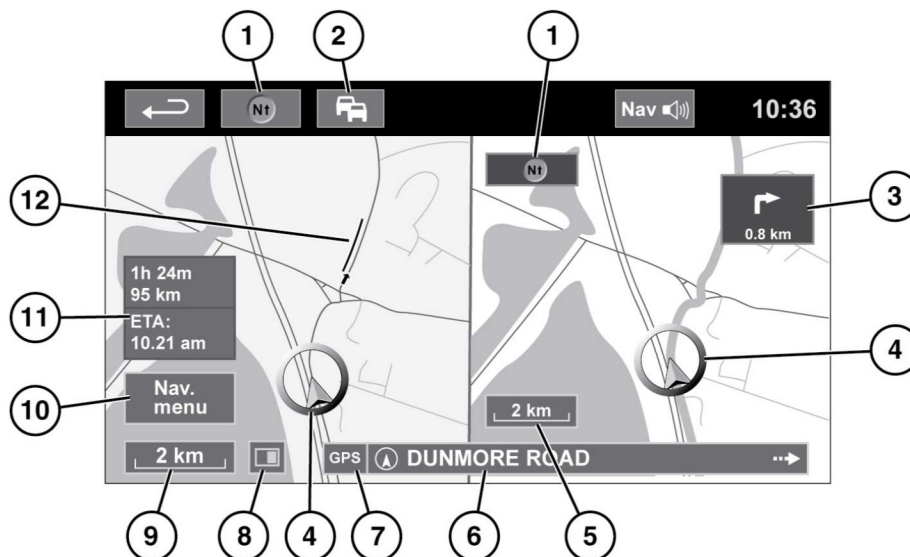 1
2
1
N↑
Nav
10:36
N↑
3
0.8 km
12
1h 24m
95 km
ETA:
10.21 am
11
4
Nav.
menu
10
2 km
2 km
GPS
DUNMORE ROAD
9
8
4
7
6
5